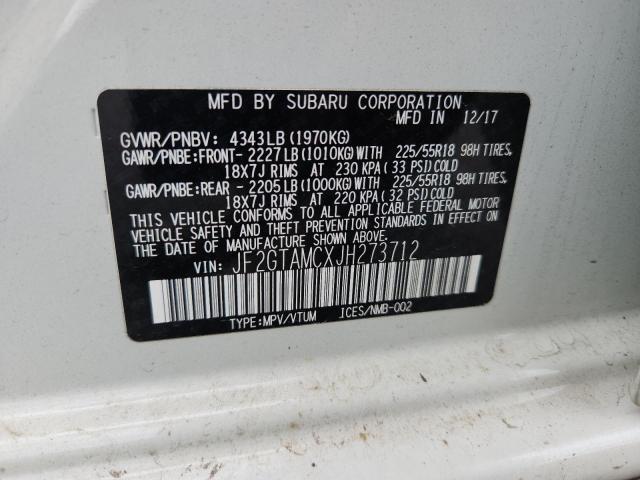 MFD BY SUBARU CORPORATION
MFD IN 12/17
GVWR/PNBV: 4343LB (1970KG)
GAWR/PNBE:FRONT- 2227LB (1010KG)WITH 225/55R18 98H TIRES,
18X7J RIMS AT 230 KPA ( 33 PSI) COLD
GAWR/PNBE:REAR - 2205LB (1000KG)WITH 225/55R18 98H TIRES,
18X7J RIMS AT 220 KPA ( 32 PSI) COLD
THIS VEHICLE CONFORMS TO ALL APPLICABLE FEDERAL MOTOR
VEHICLE SAFETY AND THEFT PREVENTION STANDARDS IN EFFECT ON
THE DATE OF MANUFACTURE SHOWN ABOVE.
VIN: JF2GTAMCXJH273712
TYPE:MPV/VTUM ICES/NMB-002